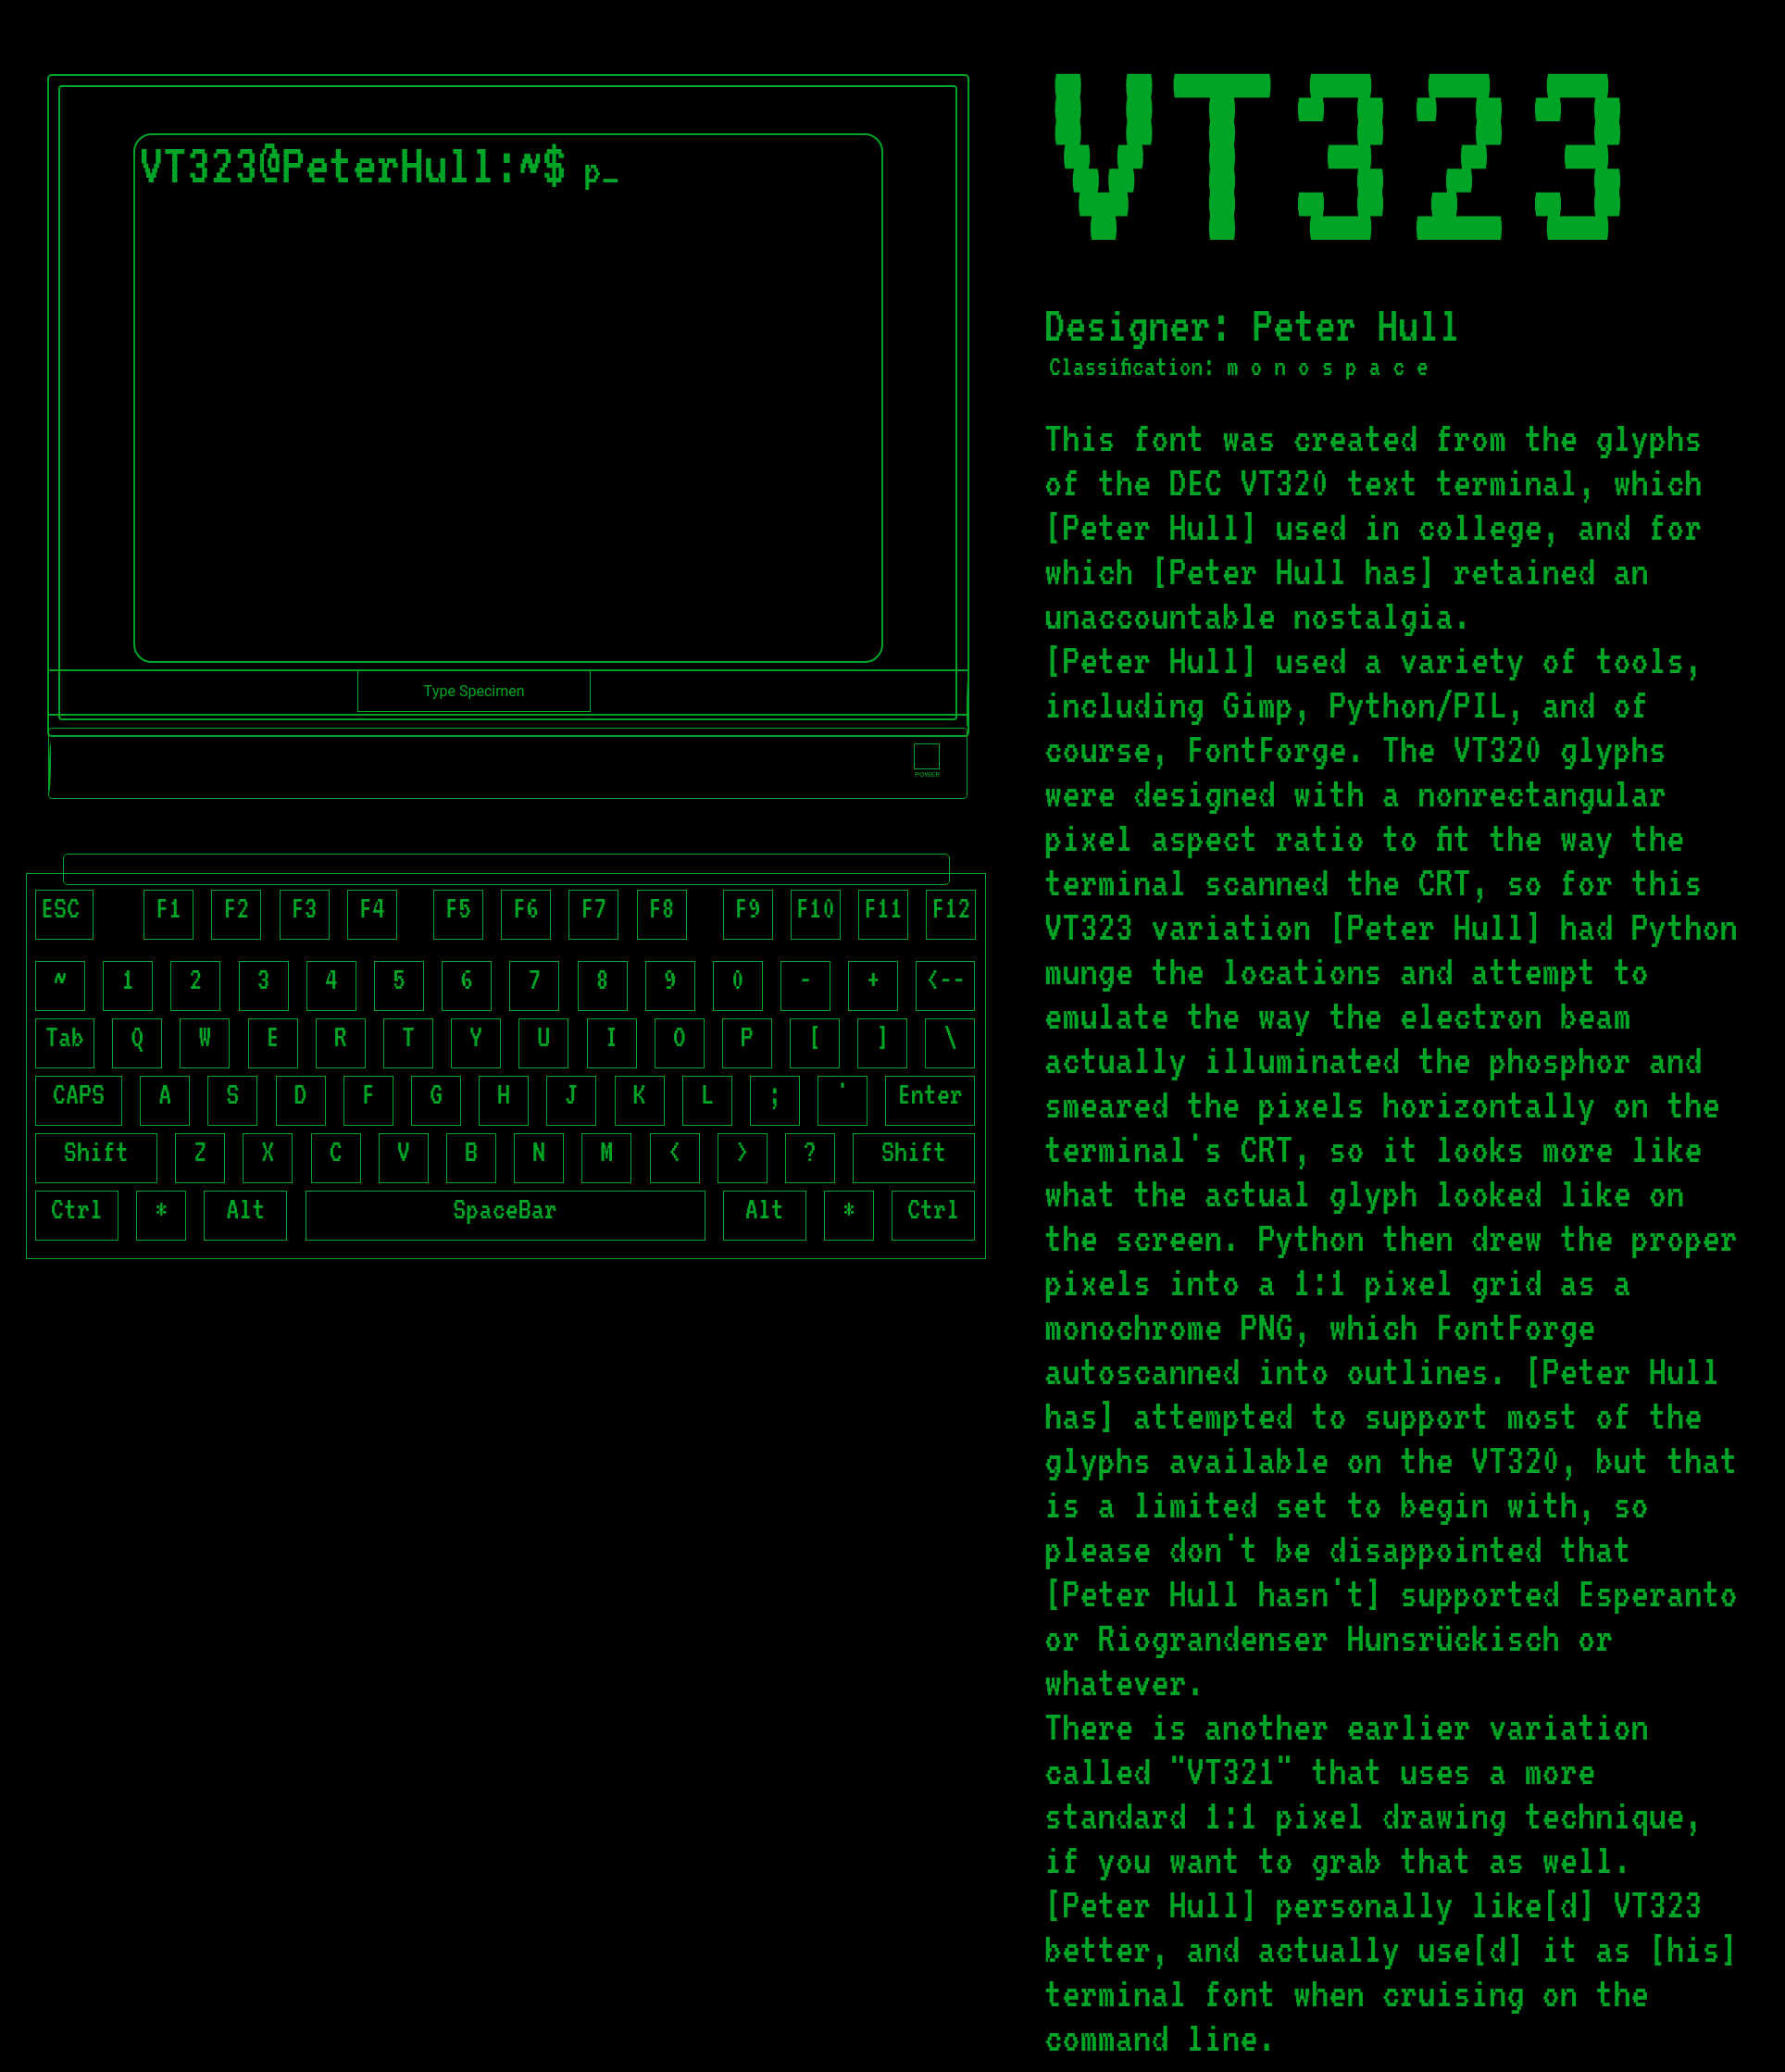 VT323@PeterHull:~$ p_
Type Specimen
POWER
ESC F1 F2 F3 F4 F5 F6 F7 F8 F9 F10 F11 F12
~ 1 2 3 4 5 6 7 8 9 0 - + <--
Tab Q W E R T Y U I O P [ ] \
CAPS A S D F G H J K L ; ' Enter
Shift Z X C V B N M < > ? Shift
Ctrl * Alt SpaceBar Alt * Ctrl
VT323
Designer: Peter Hull
Classification: m o n o s p a c e
This font was created from the glyphs
of the DEC VT320 text terminal, which
[Peter Hull] used in college, and for
which [Peter Hull has] retained an
unaccountable nostalgia.
[Peter Hull] used a variety of tools,
including Gimp, Python/PIL, and of
course, FontForge. The VT320 glyphs
were designed with a nonrectangular
pixel aspect ratio to fit the way the
terminal scanned the CRT, so for this
VT323 variation [Peter Hull] had Python
munge the locations and attempt to
emulate the way the electron beam
actually illuminated the phosphor and
smeared the pixels horizontally on the
terminal's CRT, so it looks more like
what the actual glyph looked like on
the screen. Python then drew the proper
pixels into a 1:1 pixel grid as a
monochrome PNG, which FontForge
autoscanned into outlines. [Peter Hull
has] attempted to support most of the
glyphs available on the VT320, but that
is a limited set to begin with, so
please don't be disappointed that
[Peter Hull hasn't] supported Esperanto
or Riograndenser Hunsrückisch or
whatever.
There is another earlier variation
called "VT321" that uses a more
standard 1:1 pixel drawing technique,
if you want to grab that as well.
[Peter Hull] personally like[d] VT323
better, and actually use[d] it as [his]
terminal font when cruising on the
command line.